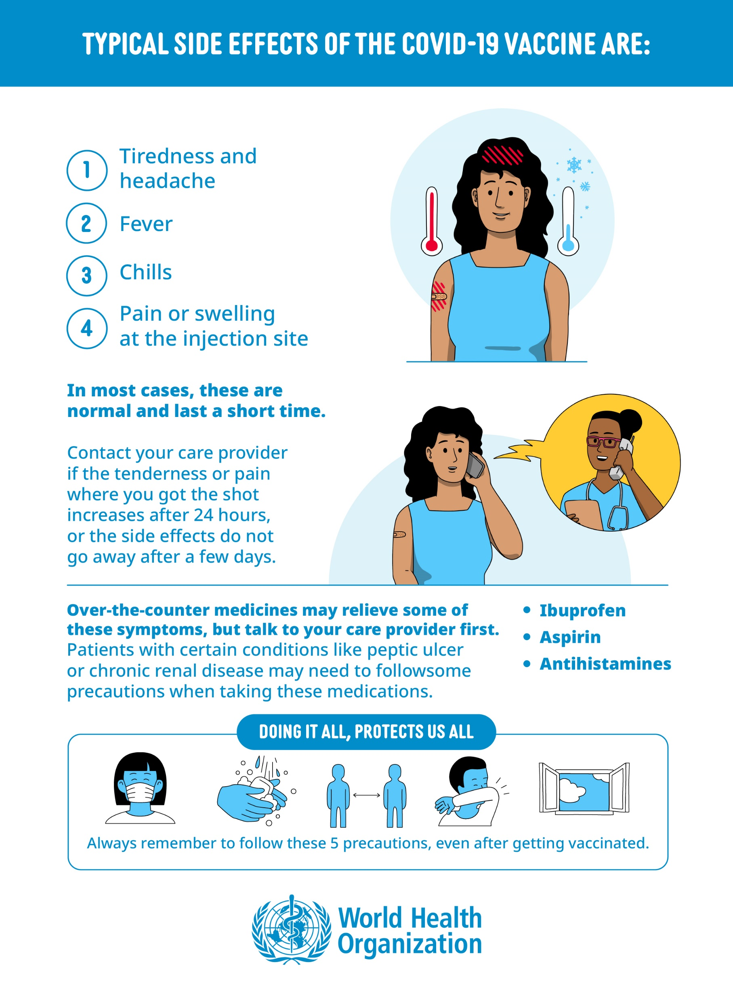 TYPICAL SIDE EFFECTS OF THE COVID-19 VACCINE ARE:
1
Tiredness and
headache
2
Fever
3
Chills
4
Pain or swelling
at the injection site
In most cases, these are
normal and last a short time.
Contact your care provider
if the tenderness or pain
where you got the shot
increases after 24 hours,
or the side effects do not
go away after a few days.
Over-the-counter medicines may relieve some of
these symptoms, but talk to your care provider first.
Patients with certain conditions like peptic ulcer
or chronic renal disease may need to followsome
precautions when taking these medications.
• Ibuprofen
• Aspirin
• Antihistamines
DOING IT ALL, PROTECTS US ALL
Always remember to follow these 5 precautions, even after getting vaccinated.
World Health
Organization